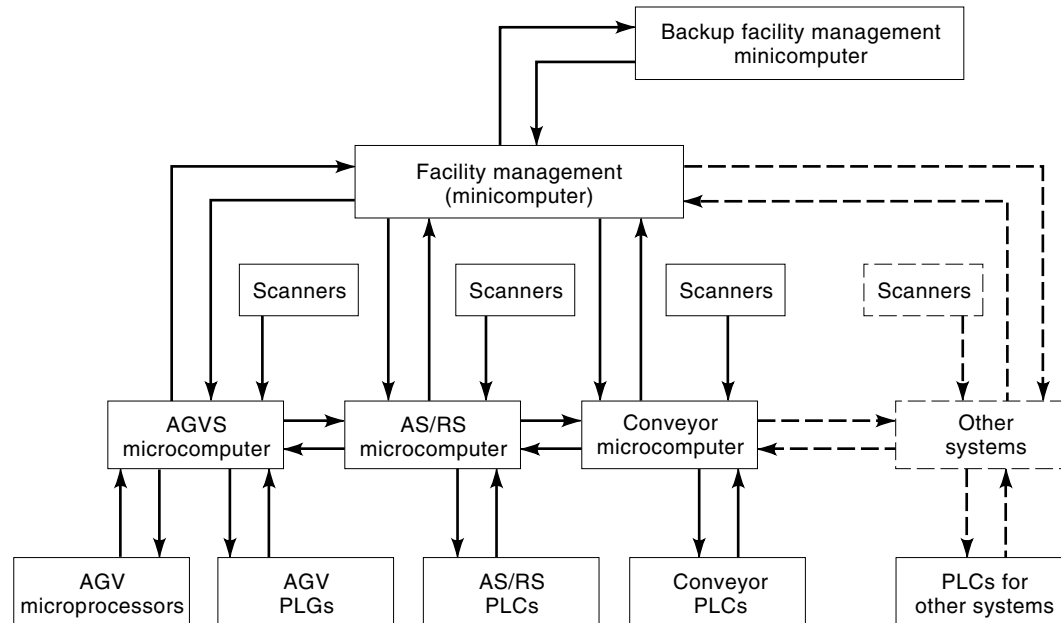 Backup facility management
minicomputer
Facility management
(minicomputer)
Scanners
Scanners
Scanners
Scanners
AGVS
microcomputer
AS/RS
microcomputer
Conveyor
microcomputer
Other
systems
AGV
microprocessors
AGV
PLGs
AS/RS
PLCs
Conveyor
PLCs
PLCs for
other systems